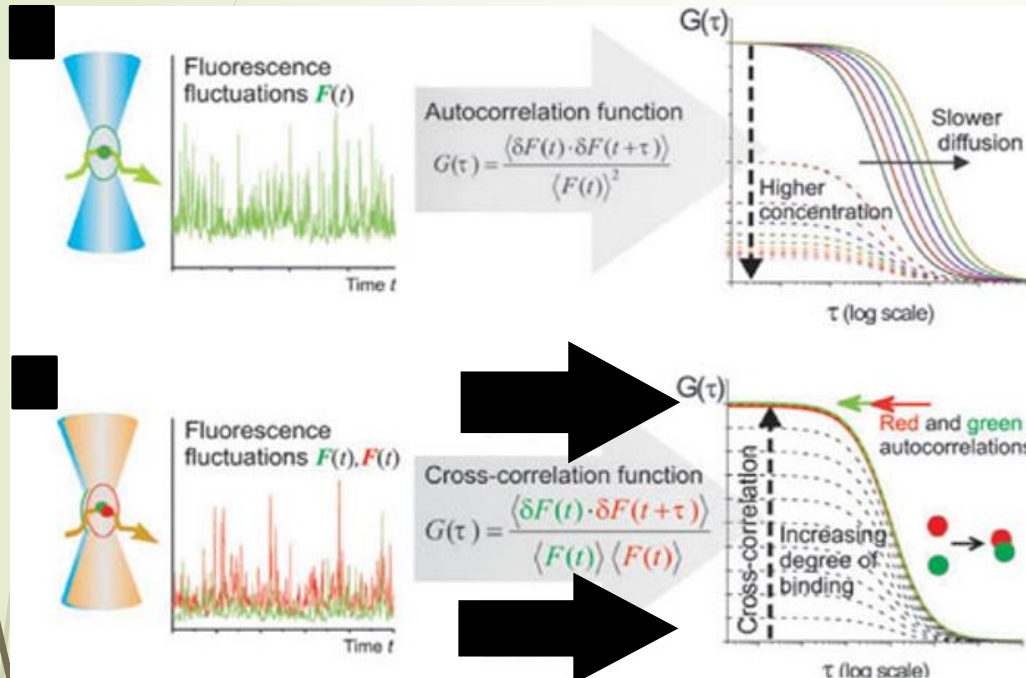 Fluorescence
fluctuations F(t)
Time t
Autocorrelation function
G(τ) = ⟨δF(t)·δF(t+τ)⟩ / ⟨F(t)⟩²
G(τ)
Slower
diffusion
Higher
concentration
τ (log scale)
Fluorescence
fluctuations F(t), F(t)
Time t
Cross-correlation function
G(τ) = ⟨δF(t)·δF(t+τ)⟩ / ⟨F(t)⟩ ⟨F(t)⟩
G(τ)
Red and green
autocorrelations
Cross-correlation
Increasing
degree of
binding
τ (log scale)